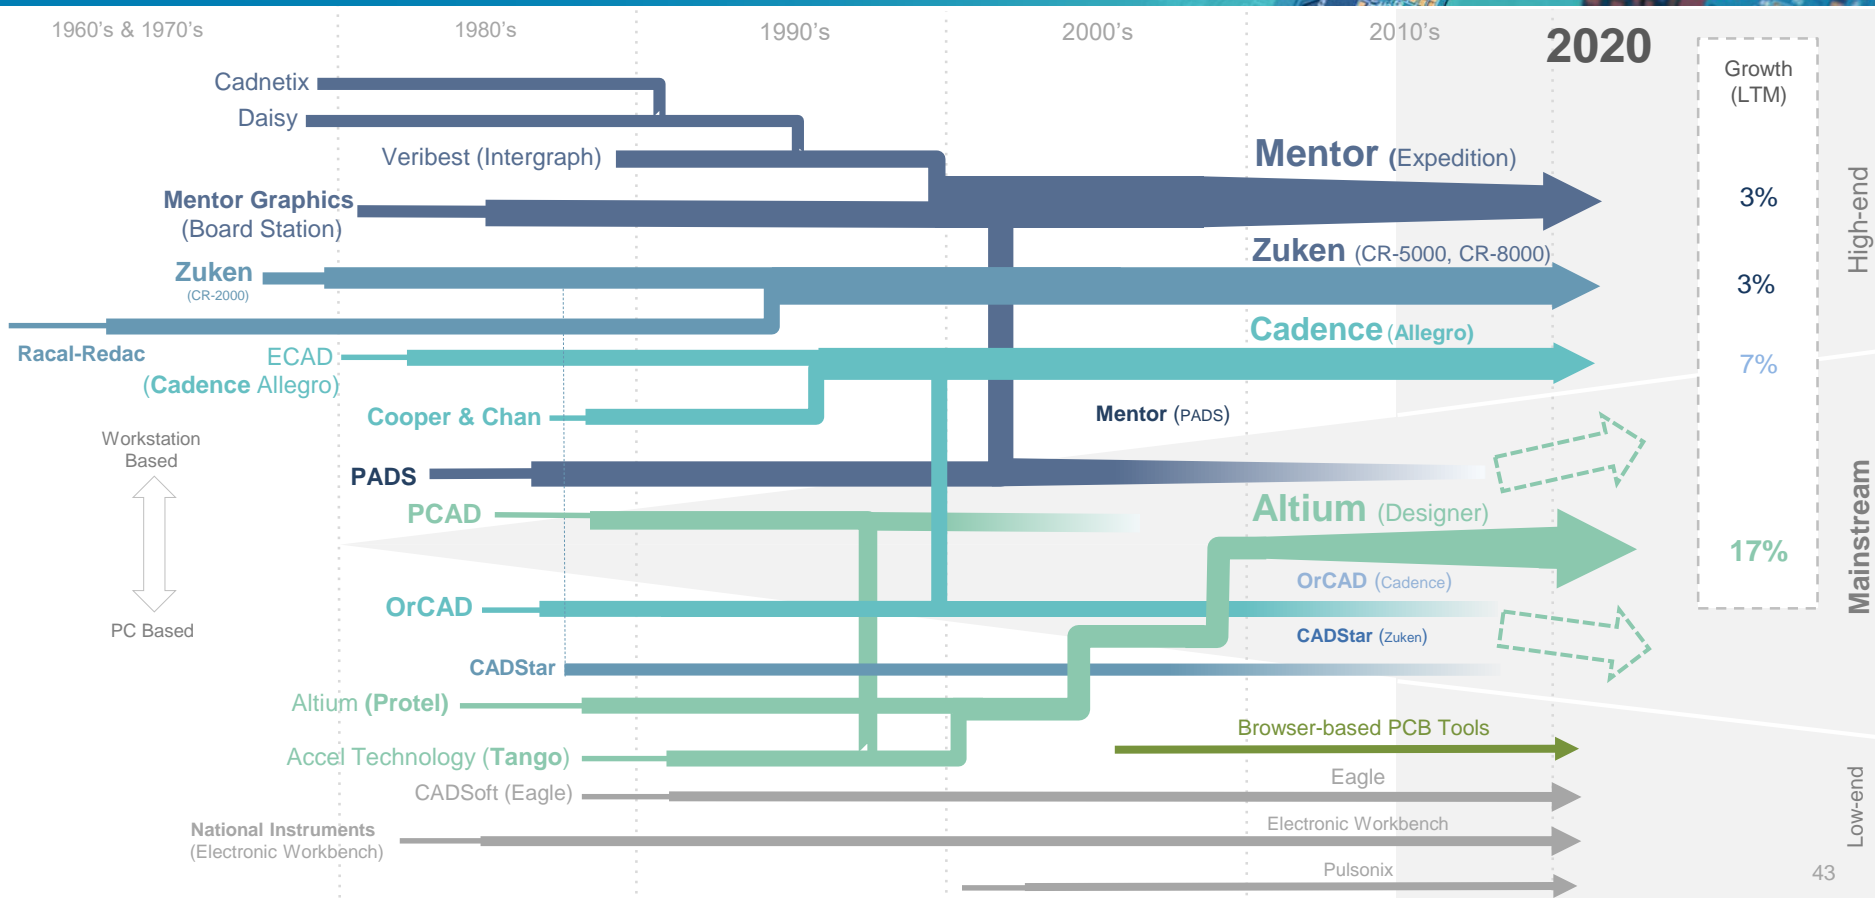 1960's & 1970's
1980's
1990's
2000's
2010's
2020
Growth
(LTM)
Cadnetix
Daisy
Veribest (Intergraph)
Mentor (Expedition)
High-end
Mentor Graphics
(Board Station)
3%
Zuken (CR-5000, CR-8000)
Zuken
(CR-2000)
3%
Racal-Redac
ECAD
(Cadence Allegro)
Cadence (Allegro)
7%
Cooper & Chan
Mentor (PADS)
Workstation
Based
PC Based
PADS
PCAD
Altium (Designer)
17%
Mainstream
OrCAD
OrCAD (Cadence)
CADStar (Zuken)
CADStar
Altium (Protel)
Browser-based PCB Tools
Accel Technology (Tango)
Eagle
CADSoft (Eagle)
Electronic Workbench
National Instruments
(Electronic Workbench)
Low-end
Pulsonix
43